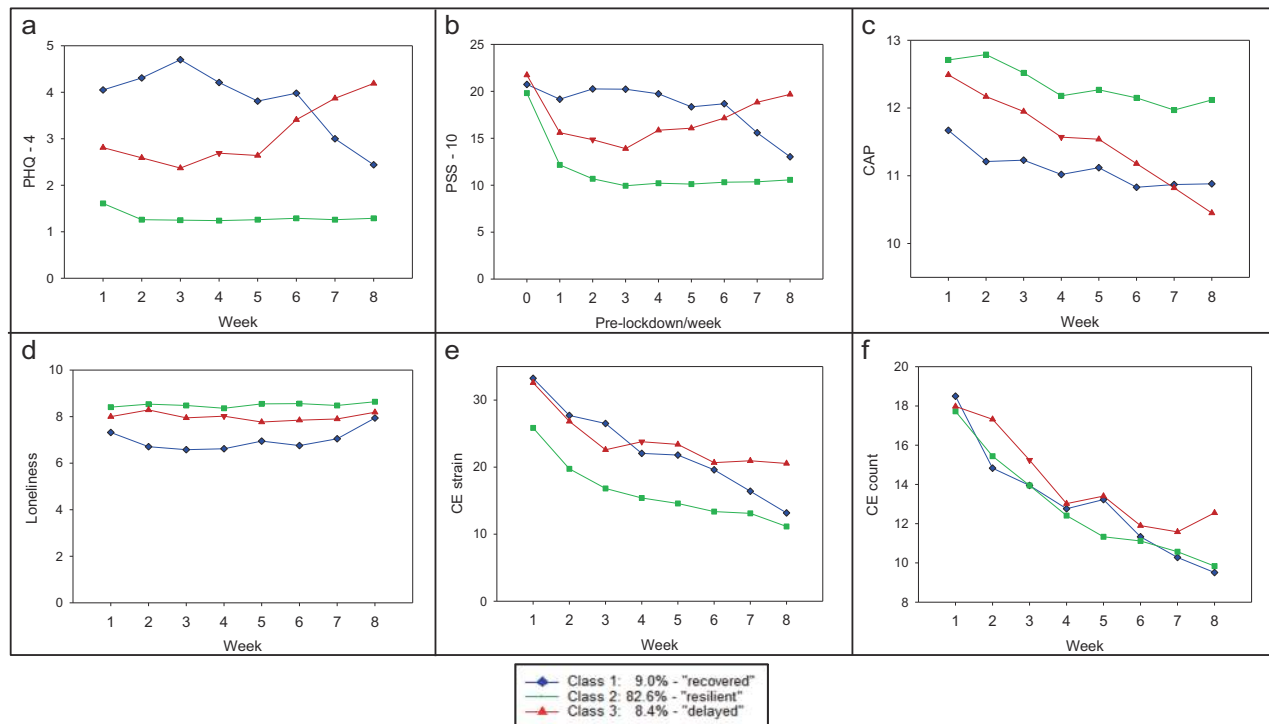 a
5
4
3
2
1
0
PHQ - 4
1 2 3 4 5 6 7 8
Week
b
25
20
15
10
5
0
PSS - 10
0 1 2 3 4 5 6 7 8
Pre-lockdown/week
c
13
12
11
10
CAP
1 2 3 4 5 6 7 8
Week
d
10
8
6
4
2
0
Loneliness
1 2 3 4 5 6 7 8
Week
e
30
20
10
0
CE strain
1 2 3 4 5 6 7 8
Week
f
20
18
16
14
12
10
8
CE count
1 2 3 4 5 6 7 8
Week
Class 1: 9.0% - "recovered"
Class 2: 82.6% - "resilient"
Class 3: 8.4% - "delayed"